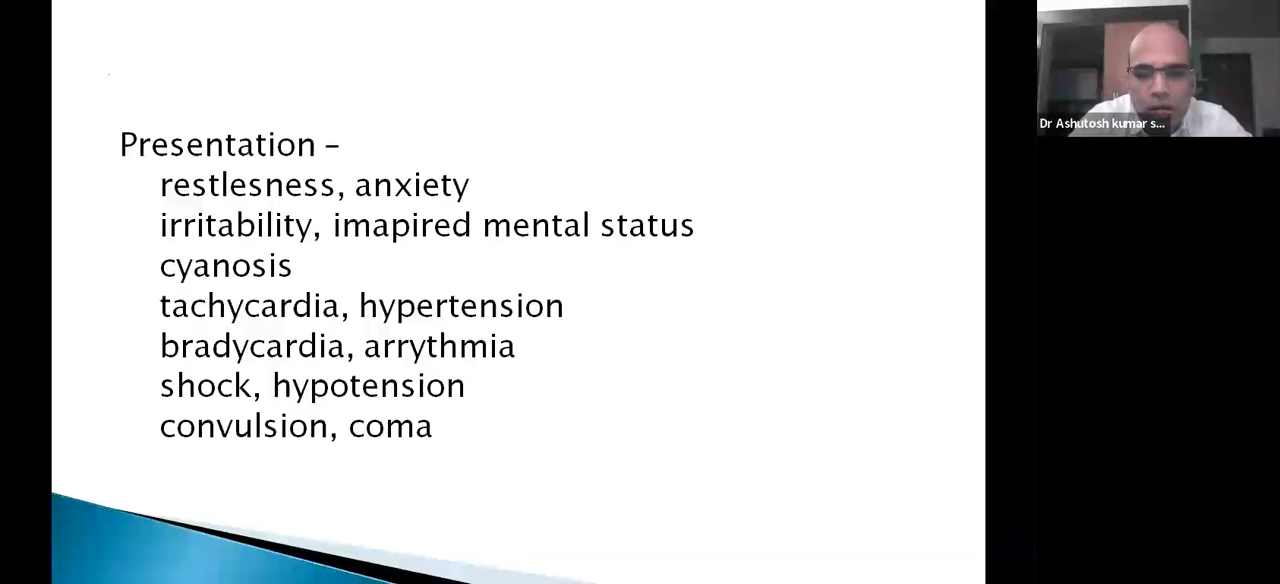 Presentation –
restlesness, anxiety
irritability, imapired mental status
cyanosis
tachycardia, hypertension
bradycardia, arrythmia
shock, hypotension
convulsion, coma
Dr Ashutosh kumar s...